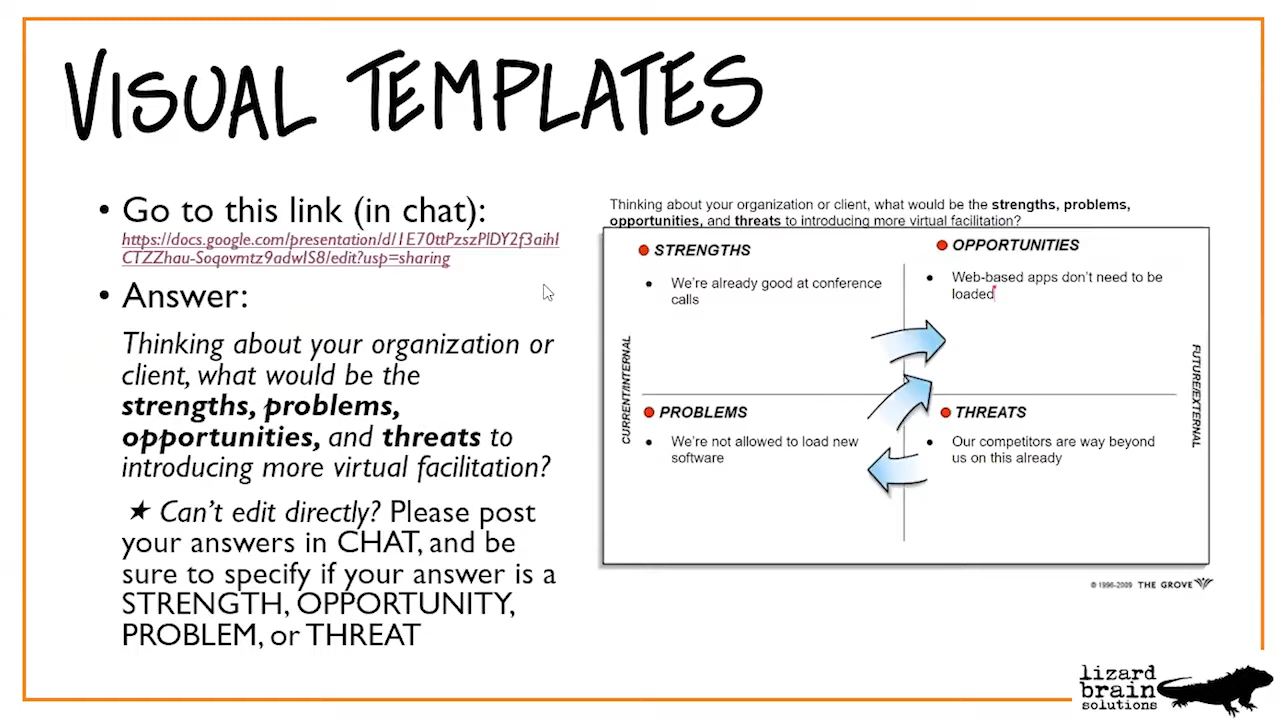 VISUAL TEMPLATES
• Go to this link (in chat):
https://docs.google.com/presentation/d/1E70ttPzszPlDY2f3aihI
CTZZhau-Soqovmtz9adwIS8/edit?usp=sharing
• Answer:
Thinking about your organization or
client, what would be the
strengths, problems,
opportunities, and threats to
introducing more virtual facilitation?
★ Can't edit directly? Please post
your answers in CHAT, and be
sure to specify if your answer is a
STRENGTH, OPPORTUNITY,
PROBLEM, or THREAT
Thinking about your organization or client, what would be the strengths, problems,
opportunities, and threats to introducing more virtual facilitation?
STRENGTHS
• We're already good at conference
calls
OPPORTUNITIES
• Web-based apps don't need to be
loaded
CURRENT/INTERNAL
FUTURE/EXTERNAL
PROBLEMS
• We're not allowed to load new
software
THREATS
• Our competitors are way beyond
us on this already
© 1996-2009 THE GROVE
lizard
brain
solutions